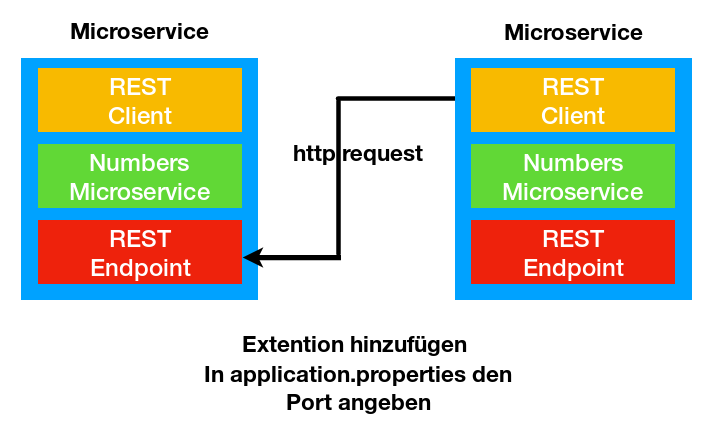 Microservice
REST
Client
Numbers
Microservice
REST
Endpoint
http request
Microservice
REST
Client
Numbers
Microservice
REST
Endpoint
Extention hinzufügen
In application.properties den
Port angeben